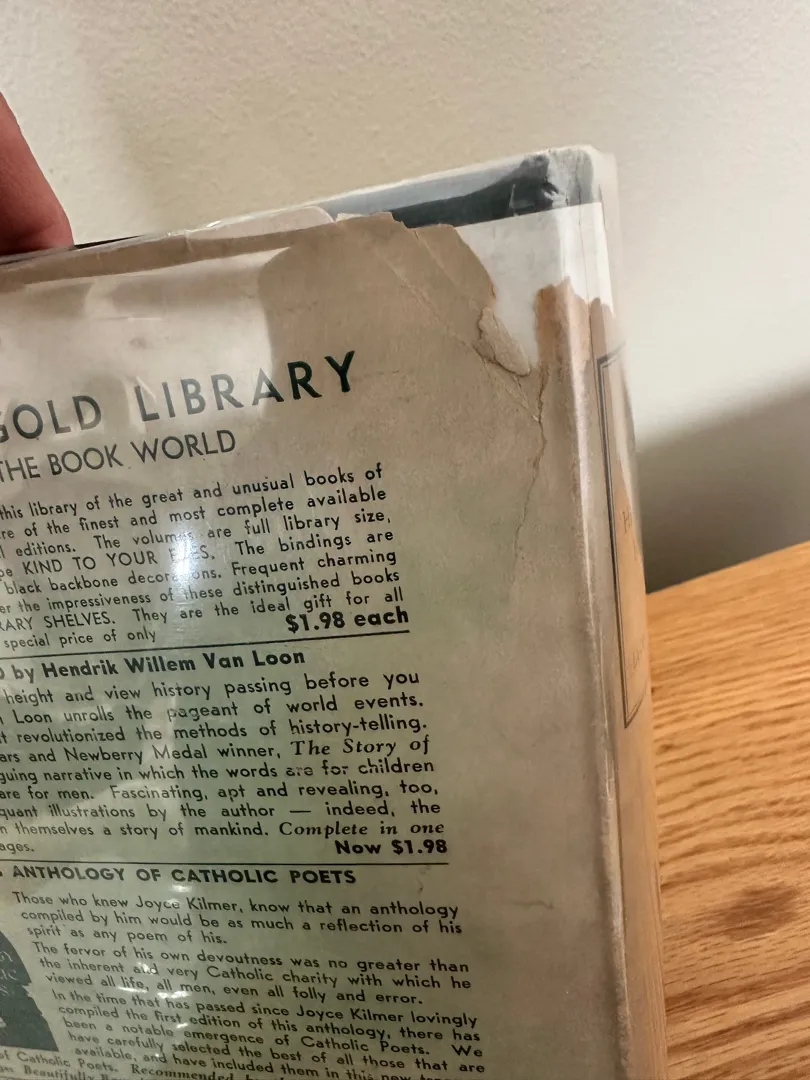 GOLD LIBRARY
THE BOOK WORLD
this library of the great and unusual books of
re of the finest and most complete available
l editions. The volumes are full library size,
pe KIND TO YOUR EYES. The bindings are
black backbone decorations. Frequent charming
er the impressiveness of these distinguished books
RARY SHELVES. They are the ideal gift for all
special price of only $1.98 each
D by Hendrik Willem Van Loon
height and view history passing before you
n Loon unrolls the pageant of world events.
t revolutionized the methods of history-telling.
ars and Newberry Medal winner, The Story of
guing narrative in which the words are for children
are for men. Fascinating, apt and revealing, too,
quant illustrations by the author — indeed, the
n themselves a story of mankind. Complete in one
ages. Now $1.98
S ANTHOLOGY OF CATHOLIC POETS
Those who knew Joyce Kilmer, know that an anthology
compiled by him would be as much a reflection of his
spirit as any poem of his.
The fervor of his own devoutness was no greater than
the inherent and very Catholic charity with which he
viewed all life, all men, even all folly and error.
In the time that has passed since Joyce Kilmer lovingly
compiled the first edition of this anthology, there has
been a notable emergence of Catholic Poets. We
have carefully selected the best of all those that are
available, and have included them in this new
of Catholic Poets. Recommended
Beautifully